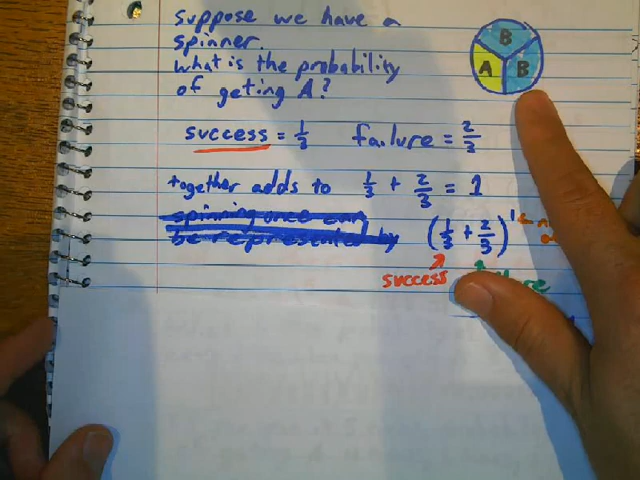 suppose we have a
spinner.
What is the probability
of geting A?
B
A
B
success = 1/3 failure = 2/3
together adds to 1/3 + 2/3 = 1
spinning once can
be represented by (1/3 + 2/3)^1
success